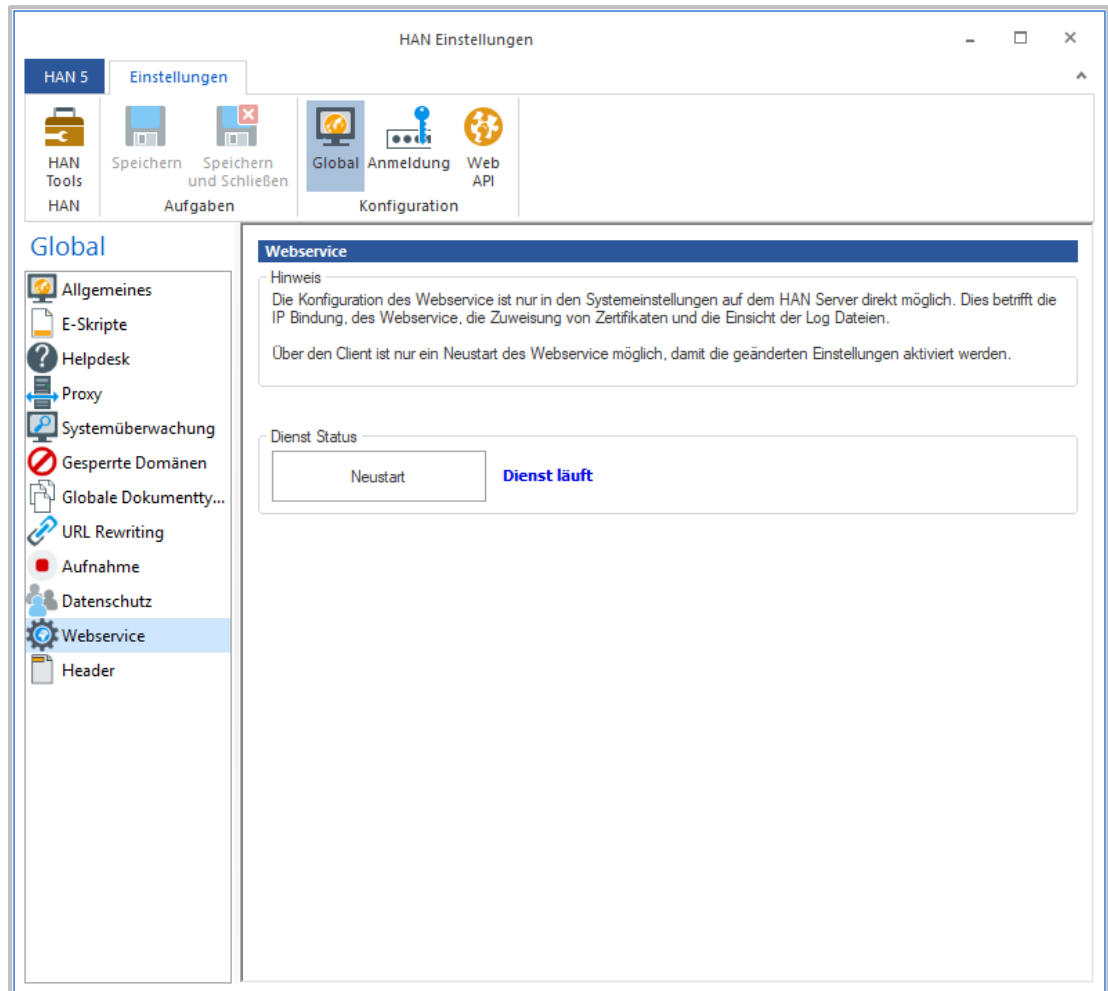 HAN Einstellungen
HAN 5
Einstellungen
HAN
Tools
Speichern
Speichern
und Schließen
Global
Anmeldung
Web
API
HAN
Aufgaben
Konfiguration
Global
Allgemeines
E-Skripte
Helpdesk
Proxy
Systemüberwachung
Gesperrte Domänen
Globale Dokumentty...
URL Rewriting
Aufnahme
Datenschutz
Webservice
Header
Webservice
Hinweis
Die Konfiguration des Webservice ist nur in den Systemeinstellungen auf dem HAN Server direkt möglich. Dies betrifft die
IP Bindung, des Webservice, die Zuweisung von Zertifikaten und die Einsicht der Log Dateien.
Über den Client ist nur ein Neustart des Webservice möglich, damit die geänderten Einstellungen aktiviert werden.
Dienst Status
Neustart
Dienst läuft